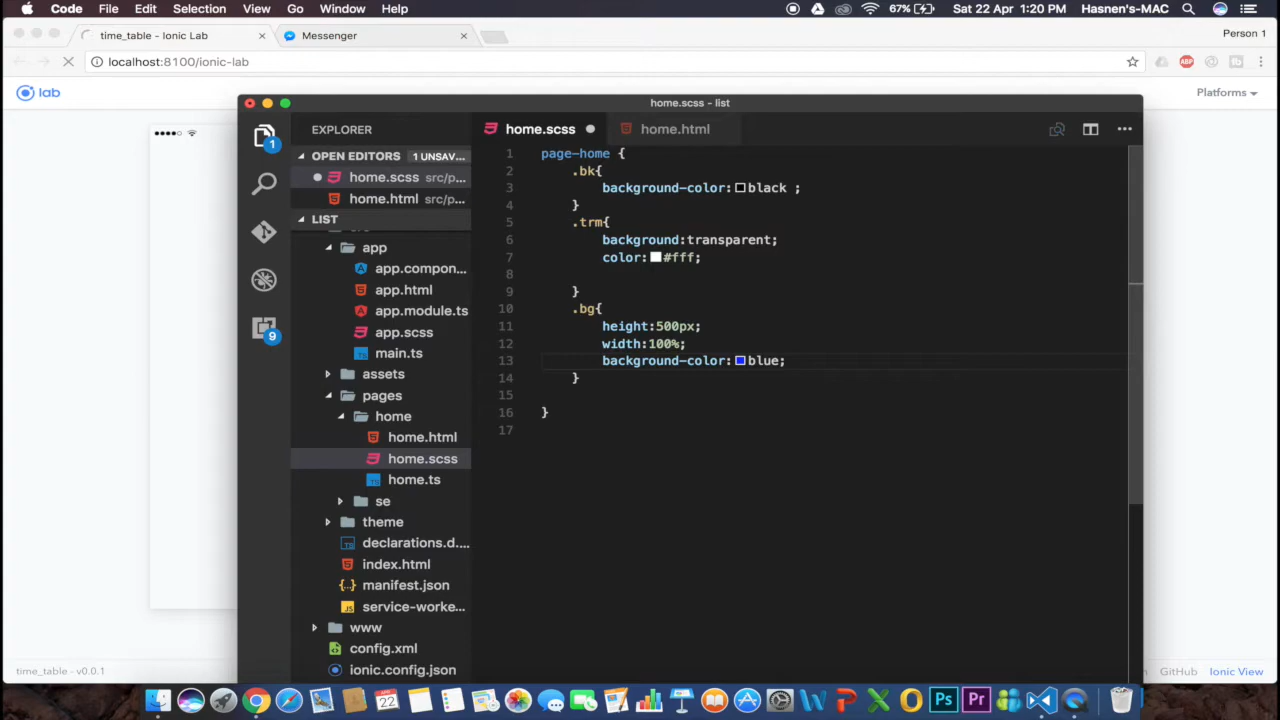 Code File Edit Selection View Go Window Help 67% Sat 22 Apr 1:20 PM Hasnen's-MAC
time_table - Ionic Lab Messenger Person 1
localhost:8100/ionic-lab ABP
lab Platforms
home.scss - list
EXPLORER
home.scss home.html
OPEN EDITORS 1 UNSAV...
home.scss src/p...
home.html src/p...
LIST
app
app.compon...
app.html
app.module.ts
app.scss
main.ts
assets
pages
home
home.html
home.scss
home.ts
se
theme
declarations.d....
index.html
manifest.json
service-worke...
www
config.xml
ionic.config.json
1
9
1 page-home {
2 .bk{
3 background-color: black ;
4 }
5 .trm{
6 background:transparent;
7 color: #fff;
8
9 }
10 .bg{
11 height:500px;
12 width:100%;
13 background-color: blue;
14 }
15
16 }
17
time_table - v0.0.1 GitHub Ionic View
22 Ps Pr